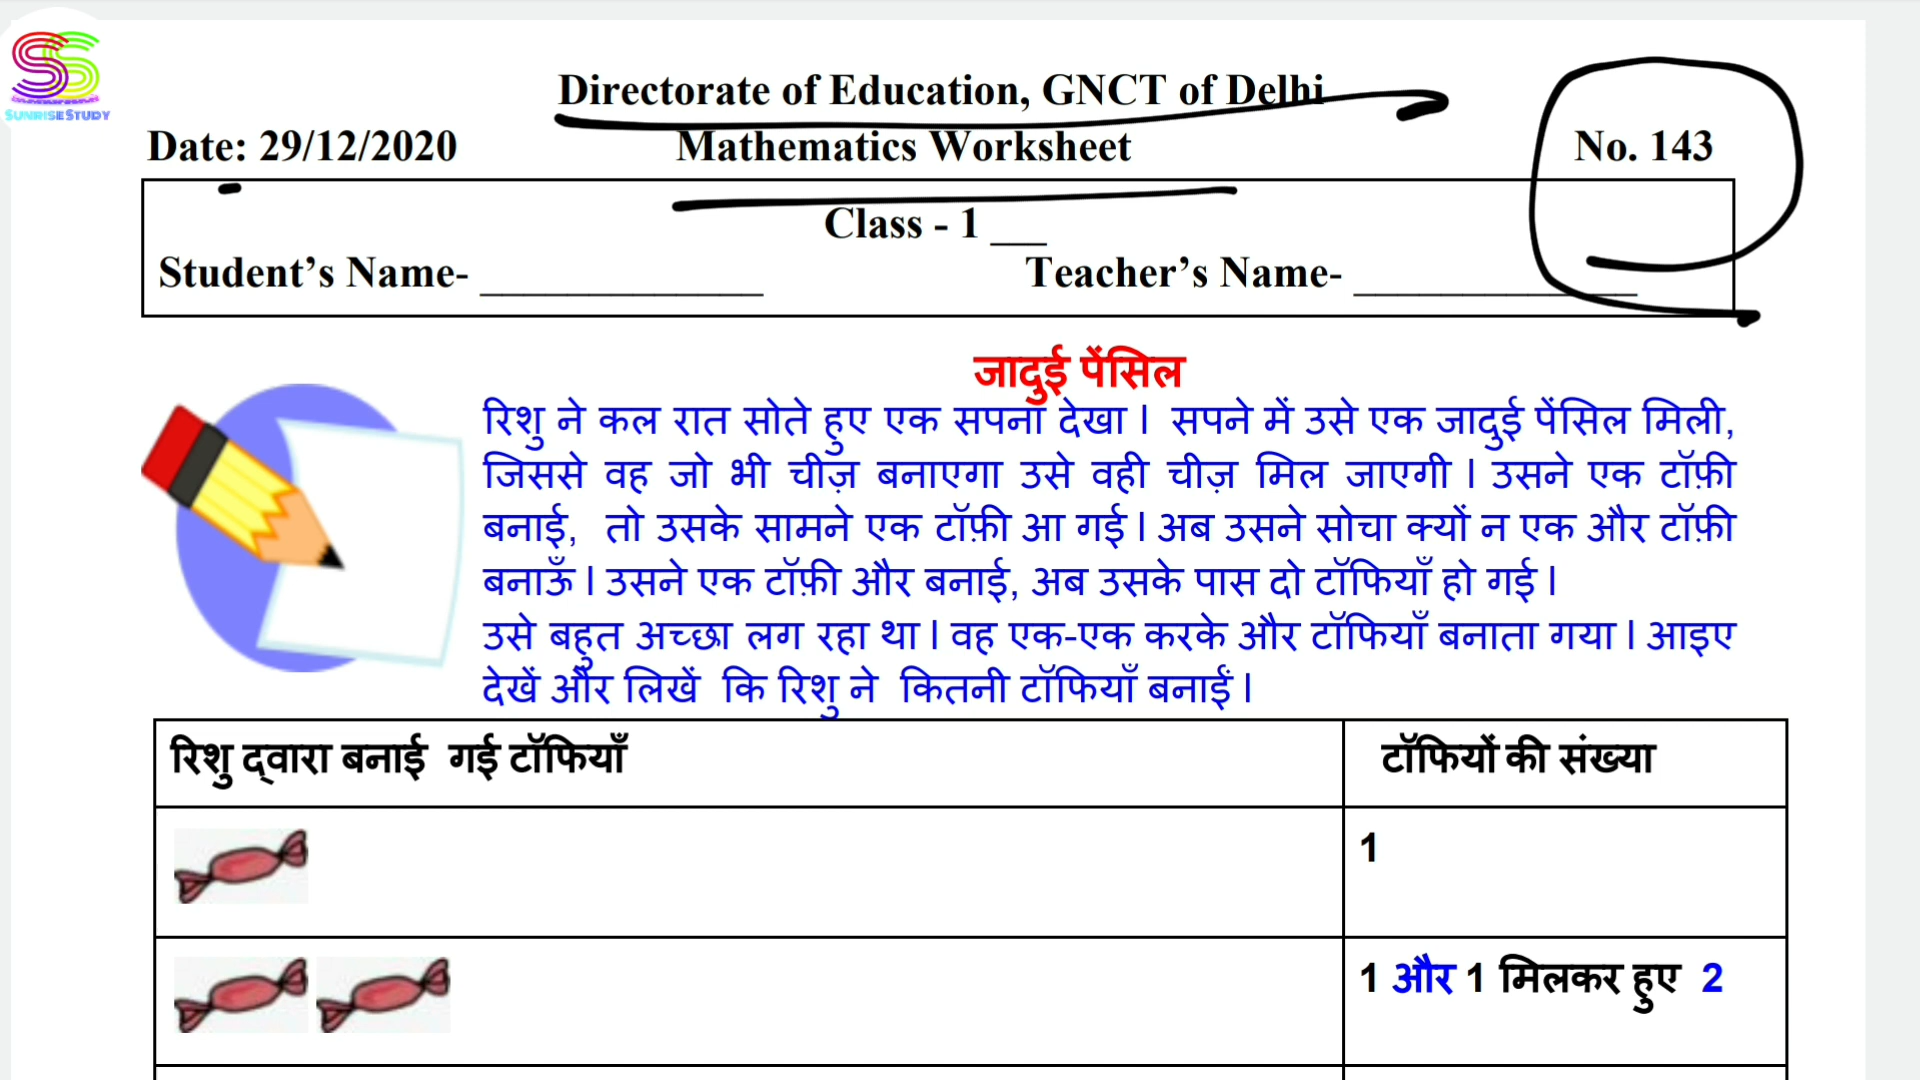 SUNRISESTUDY
Directorate of Education, GNCT of Delhi
Date: 29/12/2020 Mathematics Worksheet No. 143
Class - 1 ___
Student’s Name- _____________ Teacher’s Name- _____________
जादुई पेंसिल
रिशु ने कल रात सोते हुए एक सपना देखा । सपने में उसे एक जादुई पेंसिल मिली,
जिससे वह जो भी चीज़ बनाएगा उसे वही चीज़ मिल जाएगी । उसने एक टॉफ़ी
बनाई, तो उसके सामने एक टॉफ़ी आ गई । अब उसने सोचा क्यों न एक और टॉफ़ी
बनाऊँ । उसने एक टॉफ़ी और बनाई, अब उसके पास दो टॉफियाँ हो गई ।
उसे बहुत अच्छा लग रहा था । वह एक-एक करके और टॉफियाँ बनाता गया । आइए
देखें और लिखें कि रिशु ने कितनी टॉफियाँ बनाईं ।
रिशु द्वारा बनाई गई टॉफियाँ टॉफियों की संख्या
1
1 और 1 मिलकर हुए 2